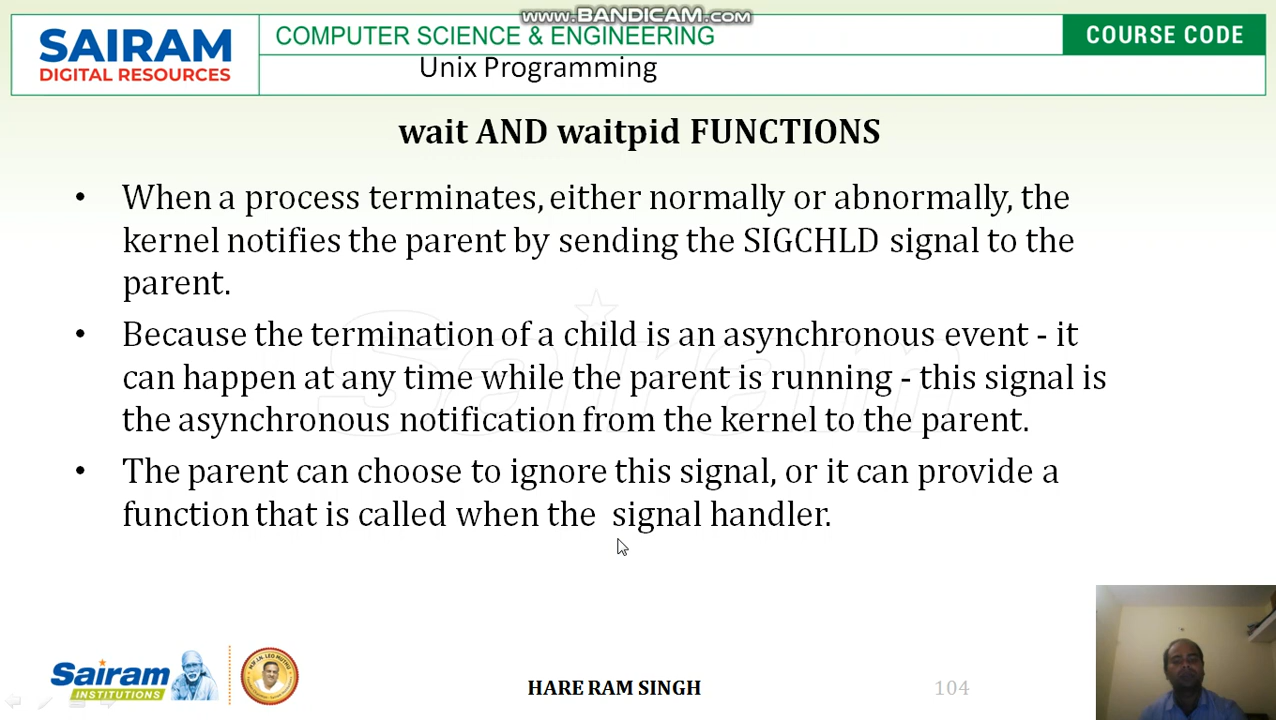 www.BANDICAM.com
SAIRAM
DIGITAL RESOURCES
COMPUTER SCIENCE & ENGINEERING
COURSE CODE
Unix Programming
wait AND waitpid FUNCTIONS
• When a process terminates, either normally or abnormally, the
kernel notifies the parent by sending the SIGCHLD signal to the
parent.
• Because the termination of a child is an asynchronous event - it
can happen at any time while the parent is running - this signal is
the asynchronous notification from the kernel to the parent.
• The parent can choose to ignore this signal, or it can provide a
function that is called when the signal handler.
Sairam
Sairam
INSTITUTIONS
HARE RAM SINGH
104